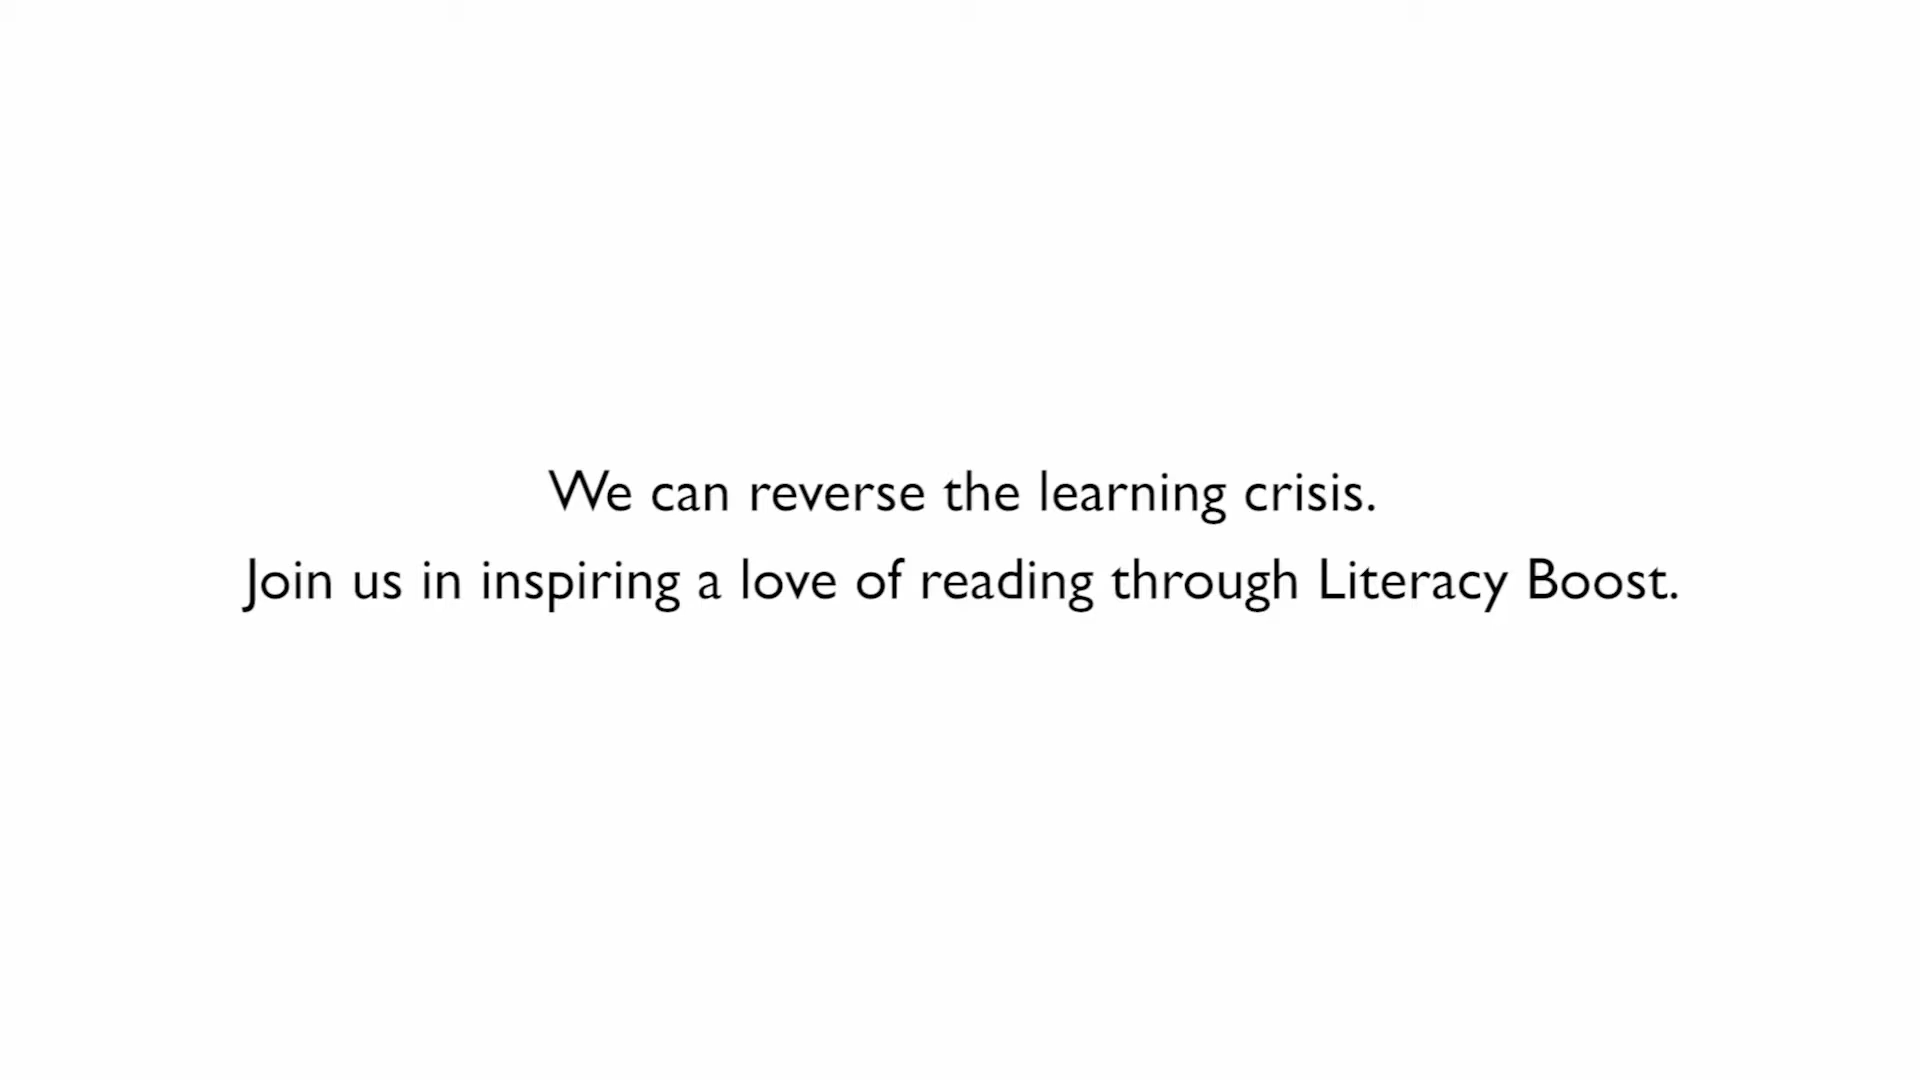 We can reverse the learning crisis.
Join us in inspiring a love of reading through Literacy Boost.